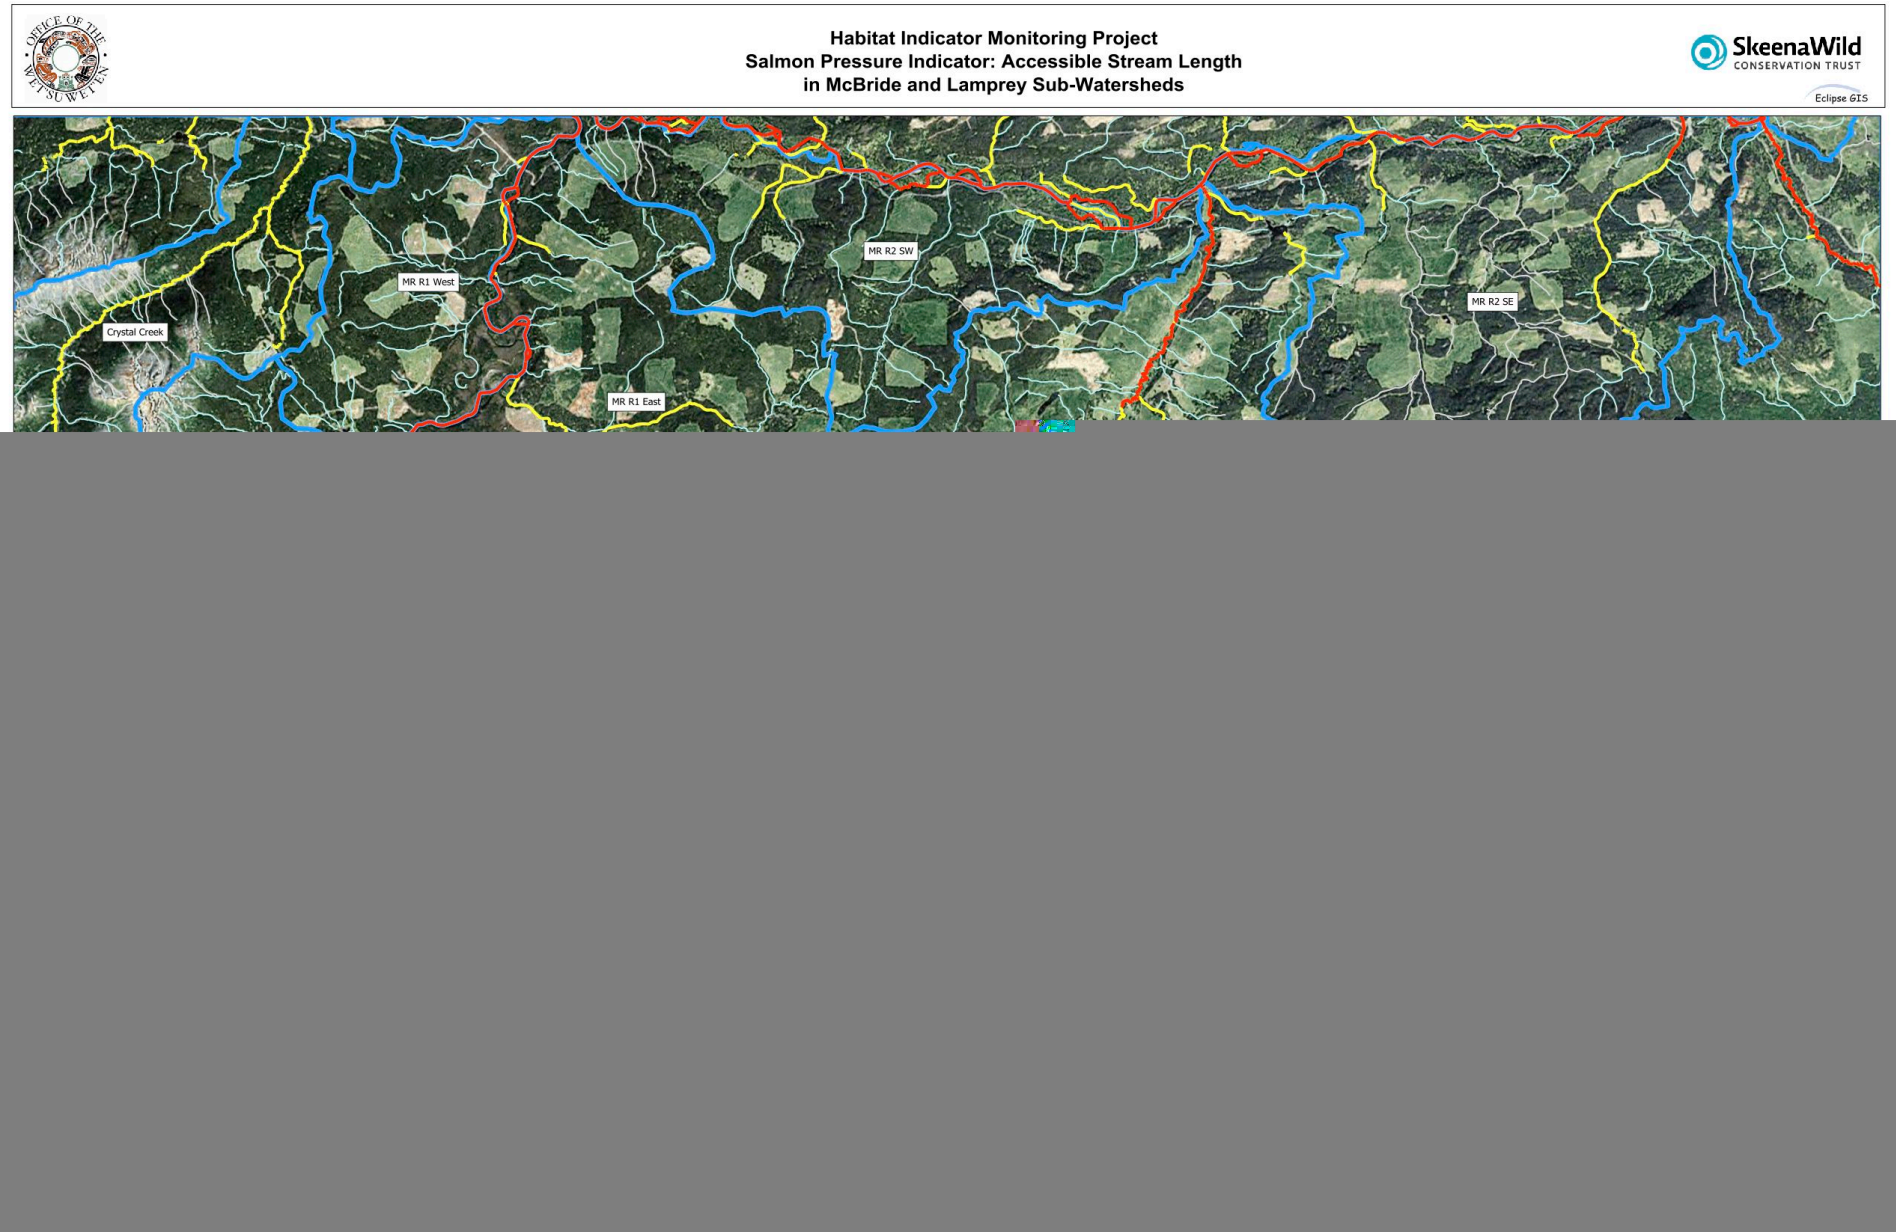 OFFICE OF THE
WET'SUWET'EN
Habitat Indicator Monitoring Project
Salmon Pressure Indicator: Accessible Stream Length
in McBride and Lamprey Sub-Watersheds
SkeenaWild
CONSERVATION TRUST
Eclipse GIS
MR R2 SW
MR R1 West
MR R2 SE
Crystal Creek
MR R1 East